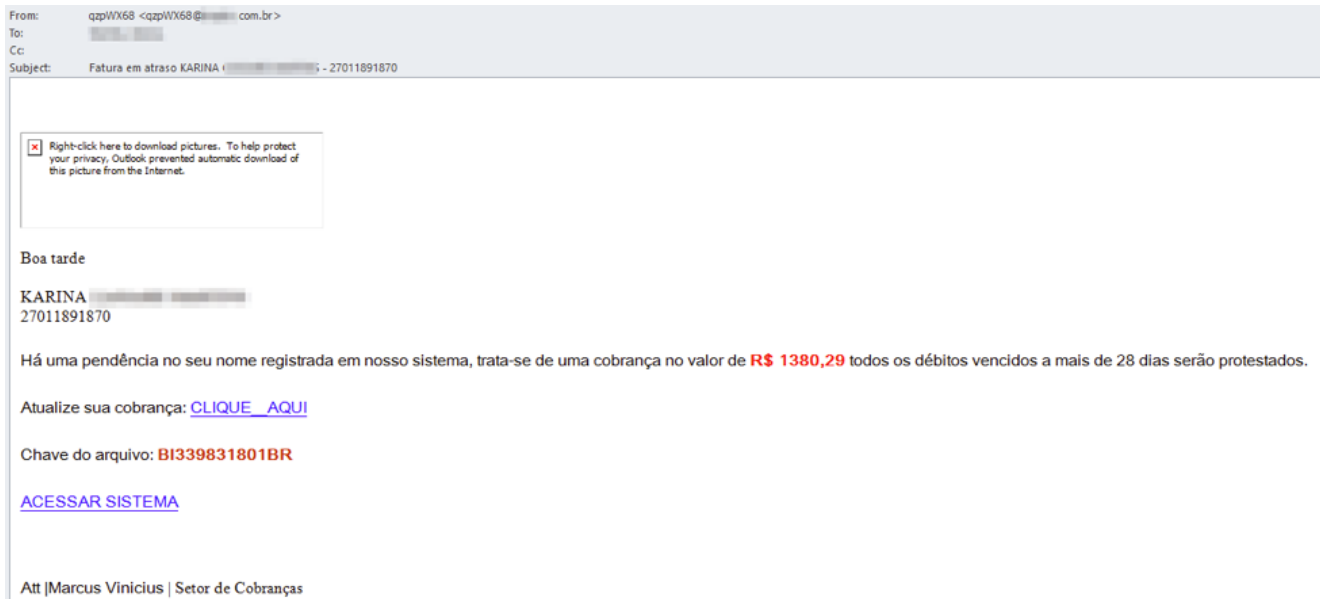 From: qzpWX68 <qzpWX68@ com.br>
To:
Cc:
Subject: Fatura em atraso KARINA - 27011891870
Right-click here to download pictures. To help protect
your privacy, Outlook prevented automatic download of
this picture from the Internet.
Boa tarde
KARINA
27011891870
Há uma pendência no seu nome registrada em nosso sistema, trata-se de uma cobrança no valor de R$ 1380,29 todos os débitos vencidos a mais de 28 dias serão protestados.
Atualize sua cobrança: CLIQUE__AQUI
Chave do arquivo: BI339831801BR
ACESSAR SISTEMA
Att |Marcus Vinicius | Setor de Cobranças